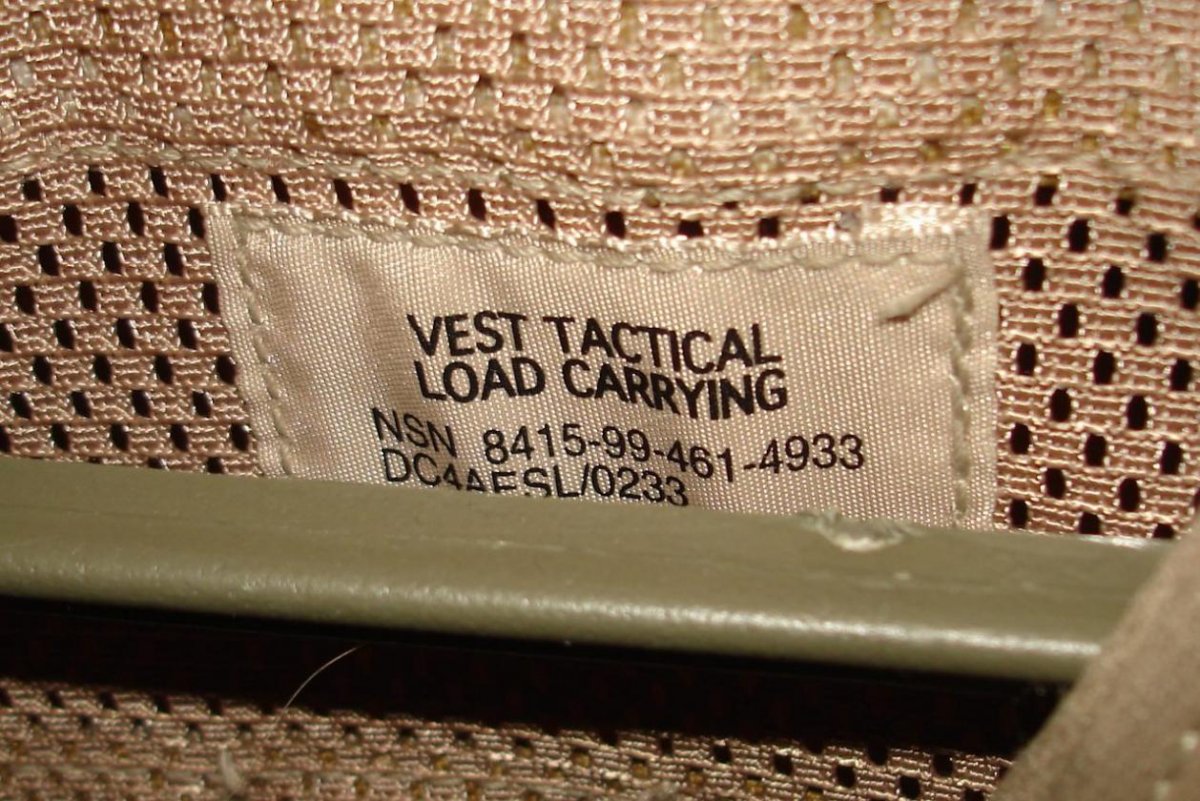 VEST TACTICAL
LOAD CARRYING
NSN 8415-99-461-4933
DC4AESL/0233